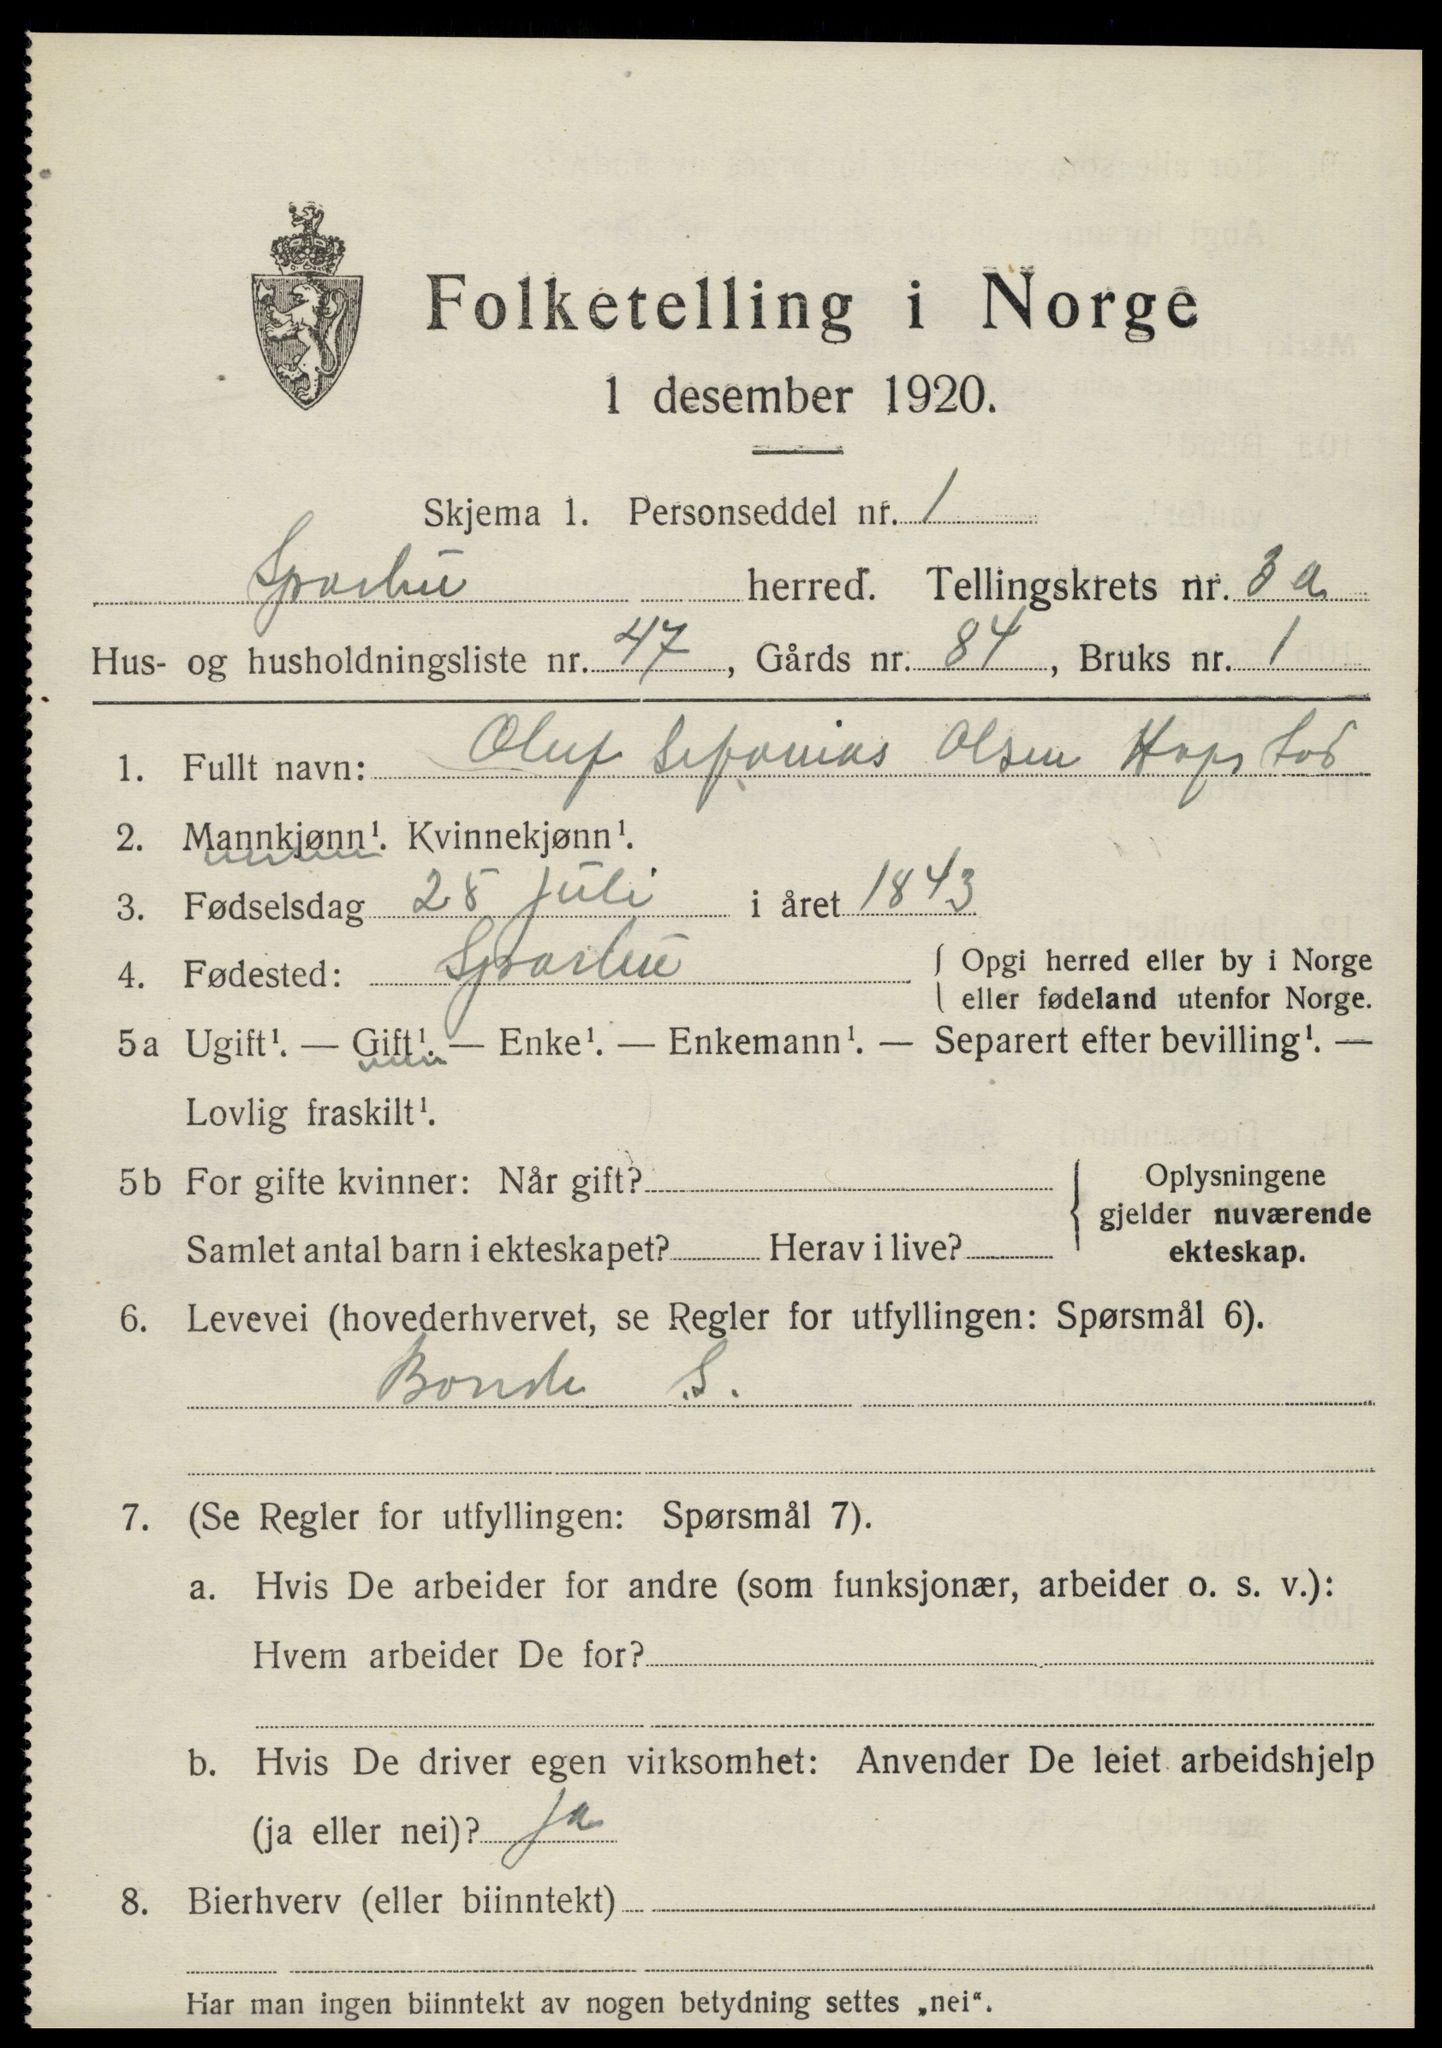 Folketelling i Norge
1 desember 1920.
Skjema 1. Personseddel nr. 1
Sparbu herred. Tellingskrets nr. 3 a
Hus- og husholdningsliste nr. 47, Gårds nr. 84, Bruks nr. 1
1. Fullt navn: Oluf Sefanias Olsen Hopstad
2. Mannkjønn¹. Kvinnekjønn¹.
3. Fødselsdag 28 juli i året 1843
4. Fødested: Sparbu { Opgi herred eller by i Norge
eller fødeland utenfor Norge.
5a Ugift¹. — Gift¹. — Enke¹. — Enkemann¹. — Separert efter bevilling¹. —
Lovlig fraskilt¹.
5b For gifte kvinner: Når gift? { Oplysningene
gjelder nuværende
Samlet antal barn i ekteskapet? Herav i live? ekteskap.
6. Levevei (hovederhvervet, se Regler for utfyllingen: Spørsmål 6).
Bonde S.
7. (Se Regler for utfyllingen: Spørsmål 7).
a. Hvis De arbeider for andre (som funksjonær, arbeider o. s. v.):
Hvem arbeider De for?
b. Hvis De driver egen virksomhet: Anvender De leiet arbeidshjelp
(ja eller nei)? ja
8. Bierhverv (eller biinntekt)
Har man ingen biinntekt av nogen betydning settes „nei“.